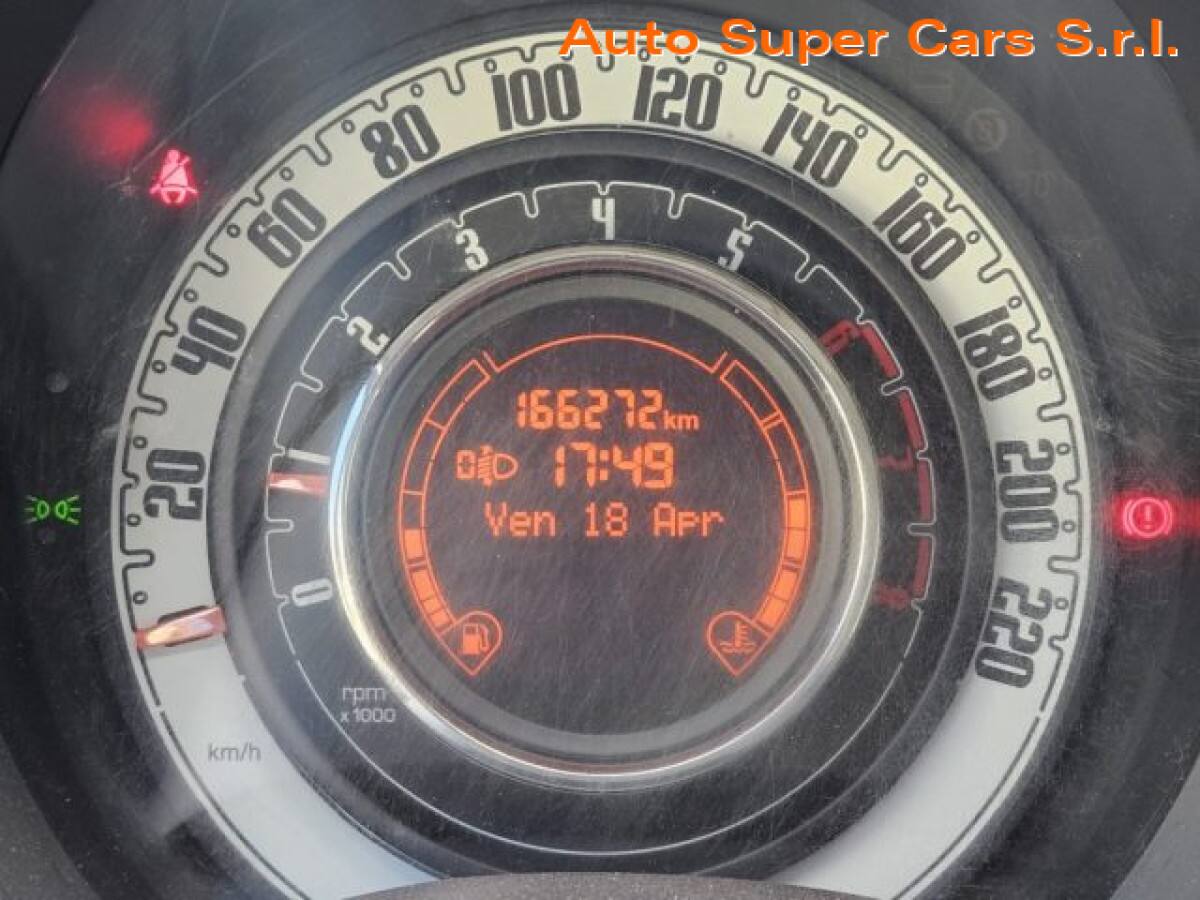 Auto Super Cars S.r.l.
20 40 60 80 100 120 140 160 180 200 220
0 1 2 3 4 5 6 7 8
166272km
0 17:49
Ven 18 Apr
rpm
x1000
km/h